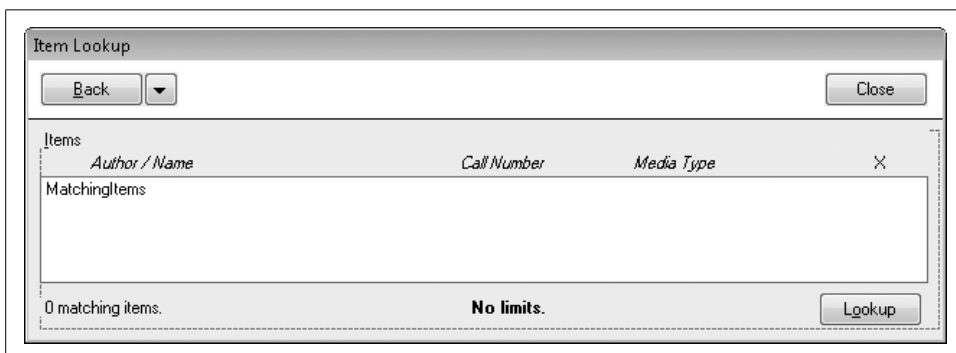 Item Lookup
Back Close
Items
Author / Name Call Number Media Type X
MatchingItems
0 matching items. No limits. Lookup